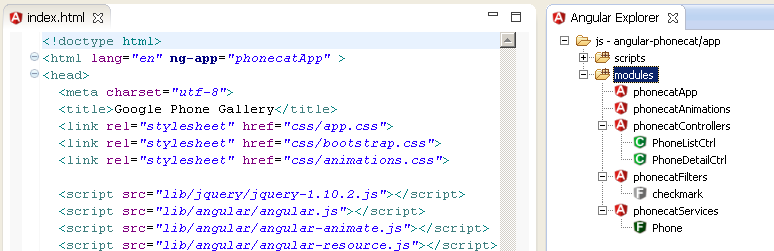 index.html
<!doctype html>
<html lang="en" ng-app="phonecatApp" >
<head>
<meta charset="utf-8">
<title>Google Phone Gallery</title>
<link rel="stylesheet" href="css/app.css">
<link rel="stylesheet" href="css/bootstrap.css">
<link rel="stylesheet" href="css/animations.css">
<script src="lib/jquery/jquery-1.10.2.js"></script>
<script src="lib/angular/angular.js"></script>
<script src="lib/angular/angular-animate.js"></script>
<script src="lib/angular/angular-resource.js"></script>
Angular Explorer
js - angular-phonecat/app
scripts
modules
phonecatApp
phonecatAnimations
phonecatControllers
PhoneListCtrl
PhoneDetailCtrl
phonecatFilters
checkmark
phonecatServices
Phone